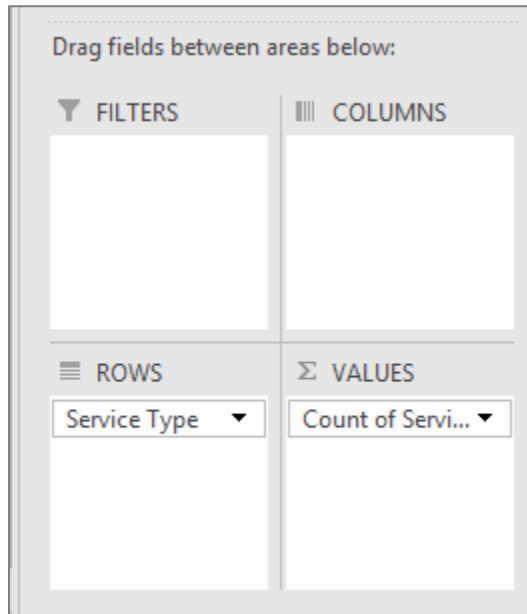 Drag fields between areas below:
FILTERS
COLUMNS
ROWS
Σ VALUES
Service Type
Count of Servi...